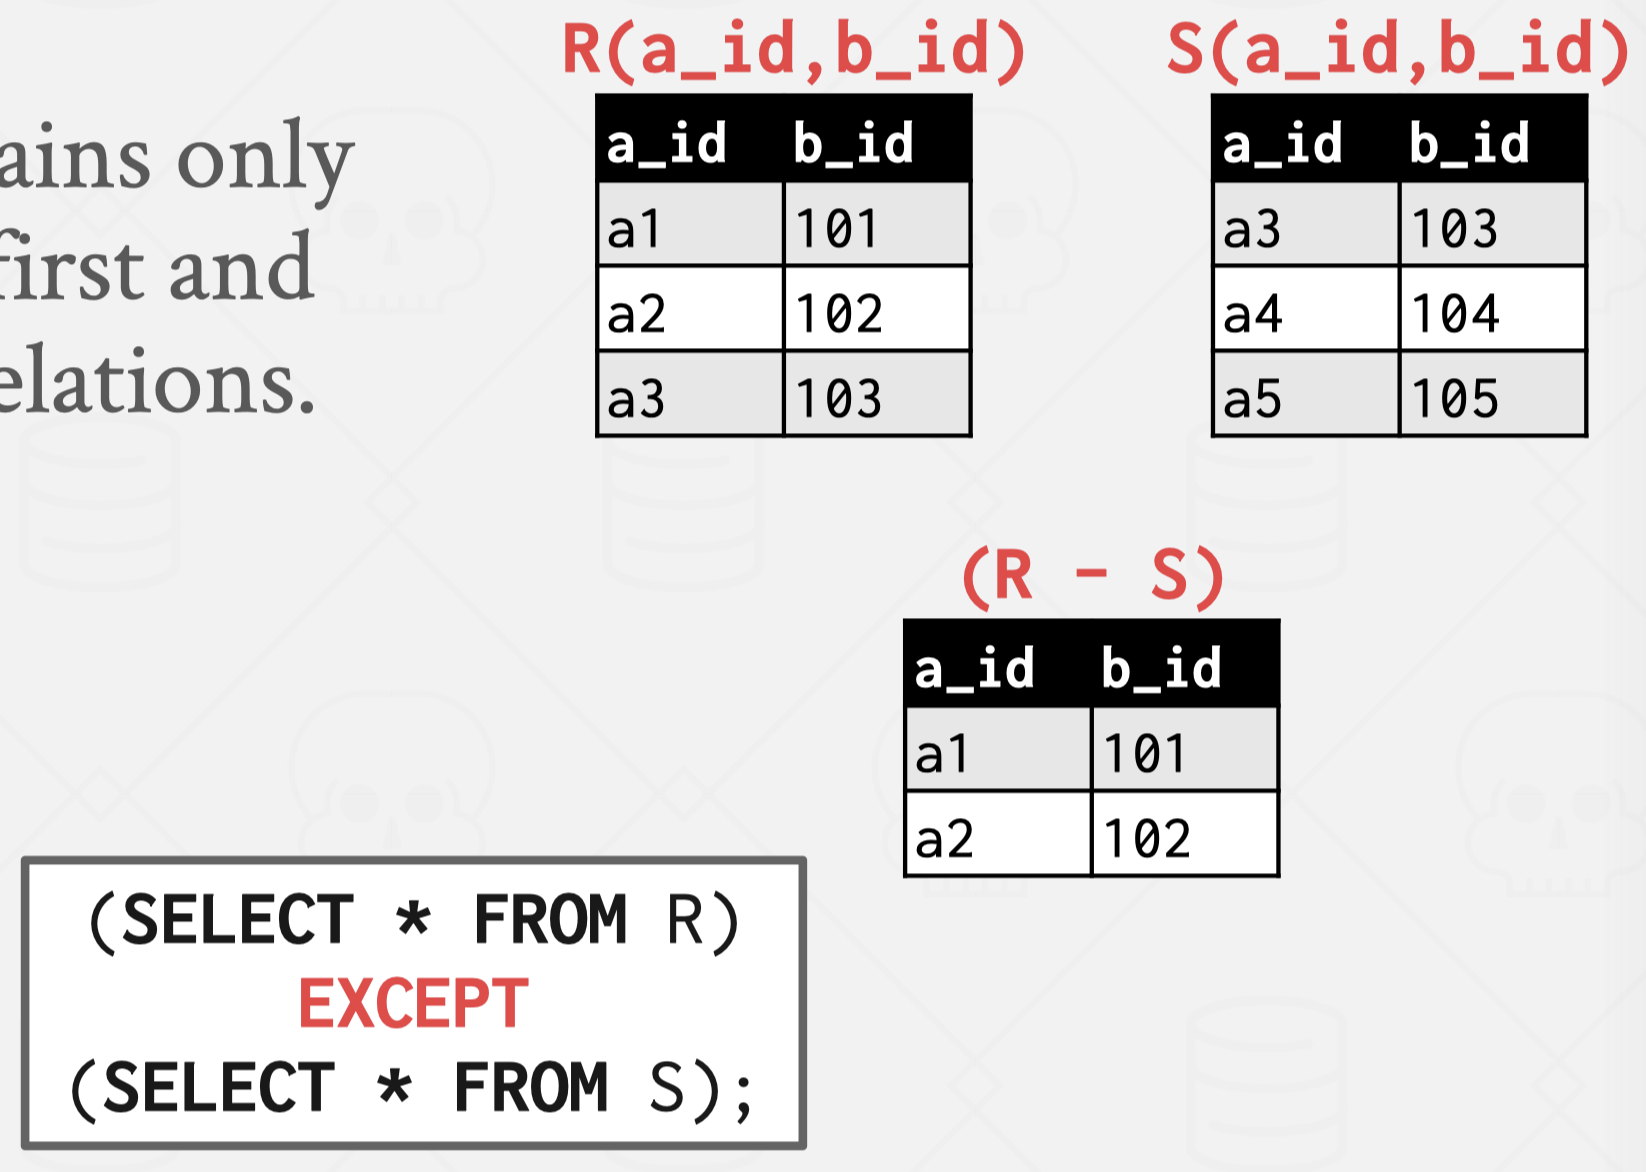 ains only
first and
elations.
R(a_id,b_id)
a_id b_id
a1 101
a2 102
a3 103
S(a_id,b_id)
a_id b_id
a3 103
a4 104
a5 105
(R - S)
a_id b_id
a1 101
a2 102
(SELECT * FROM R)
EXCEPT
(SELECT * FROM S);